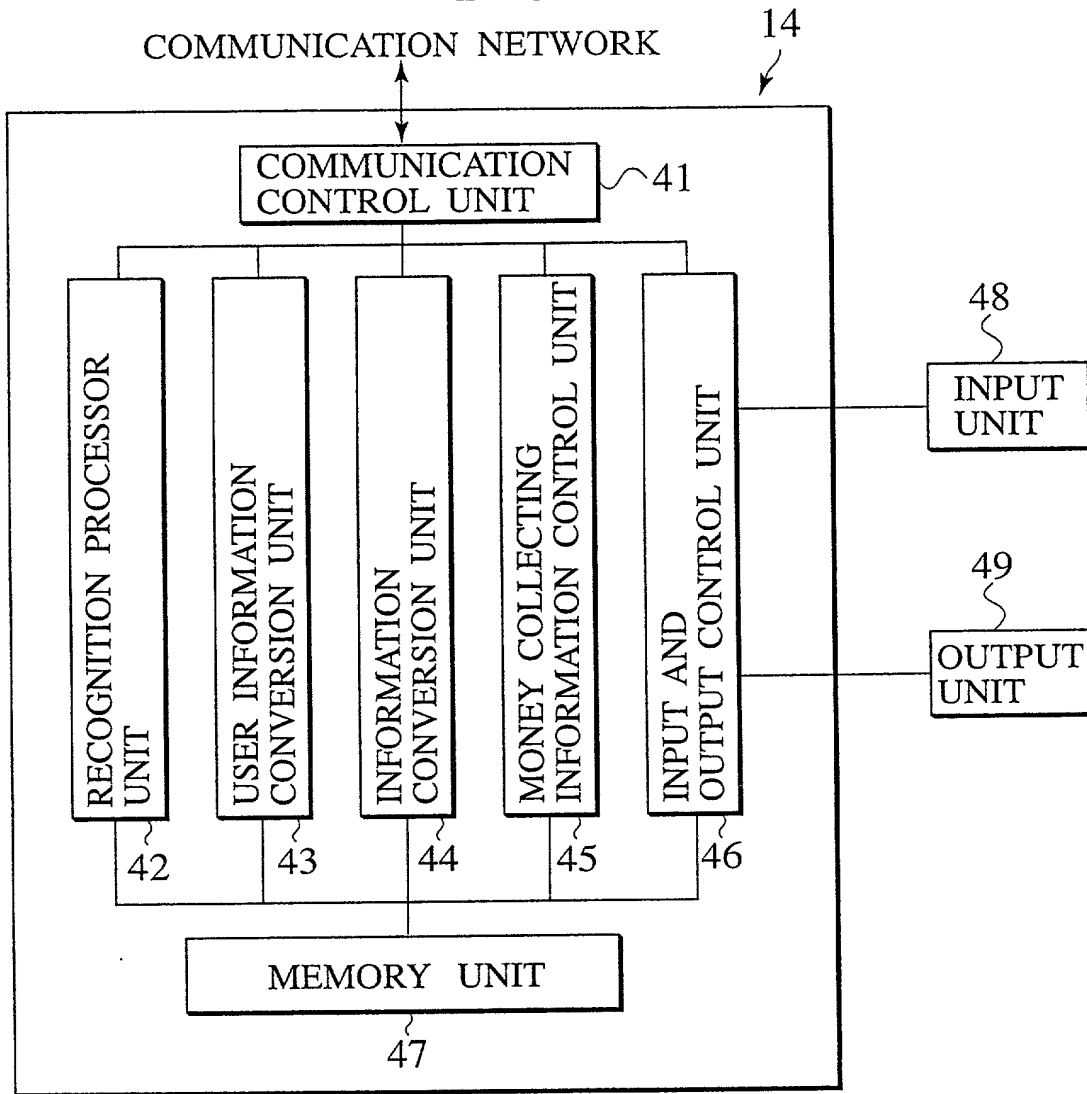 COMMUNICATION NETWORK
14
COMMUNICATION
CONTROL UNIT
41
RECOGNITION PROCESSOR
UNIT
42
USER INFORMATION
CONVERSION UNIT
43
INFORMATION
CONVERSION UNIT
44
MONEY COLLECTING
INFORMATION CONTROL UNIT
45
INPUT AND
OUTPUT CONTROL UNIT
46
48
INPUT
UNIT
49
OUTPUT
UNIT
MEMORY UNIT
47